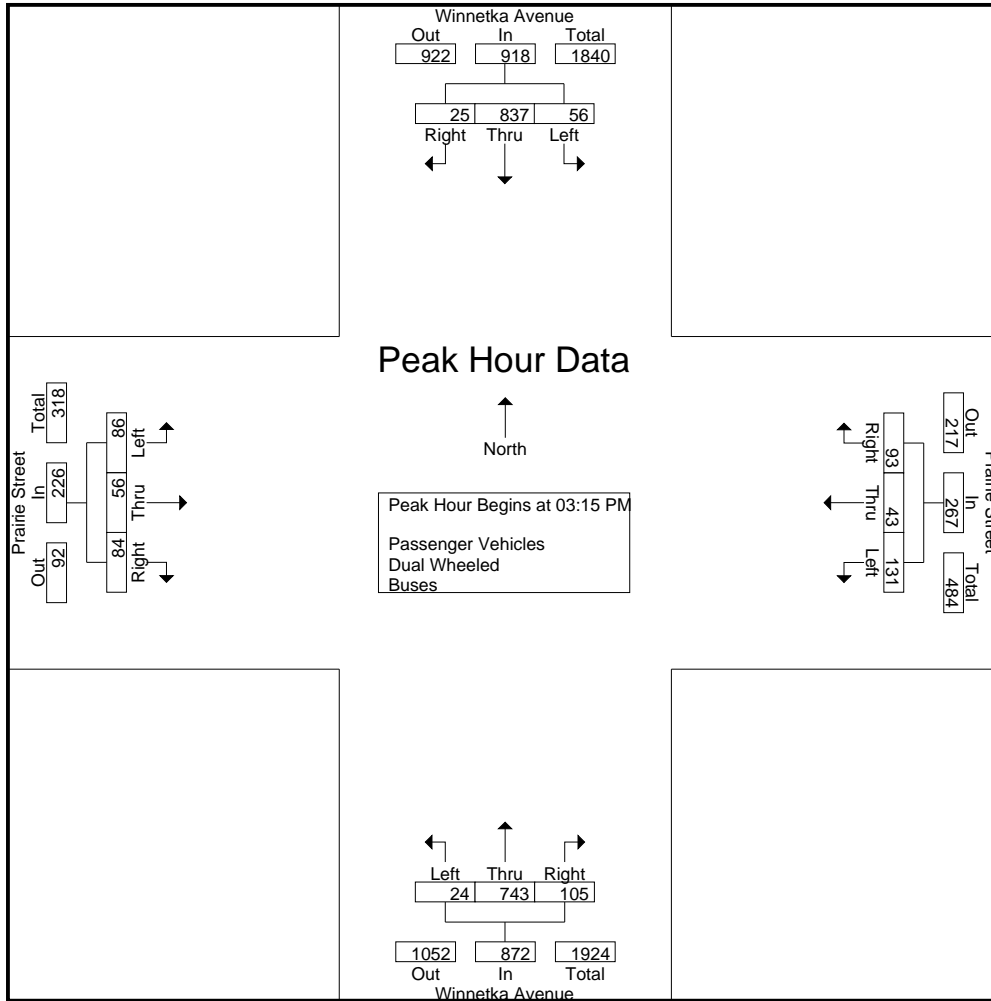 Winnetka Avenue
Out In Total
922 918 1840
25 837 56
Right Thru Left
Peak Hour Data
North
Peak Hour Begins at 03:15 PM
Passenger Vehicles
Dual Wheeled
Buses
Prairie Street
Out In Total
92 226 318
84 56 86
Right Thru Left
Prairie Street
Out In Total
217 267 484
93 43 131
Right Thru Left
Left Thru Right
24 743 105
1052 872 1924
Out In Total
Winnetka Avenue